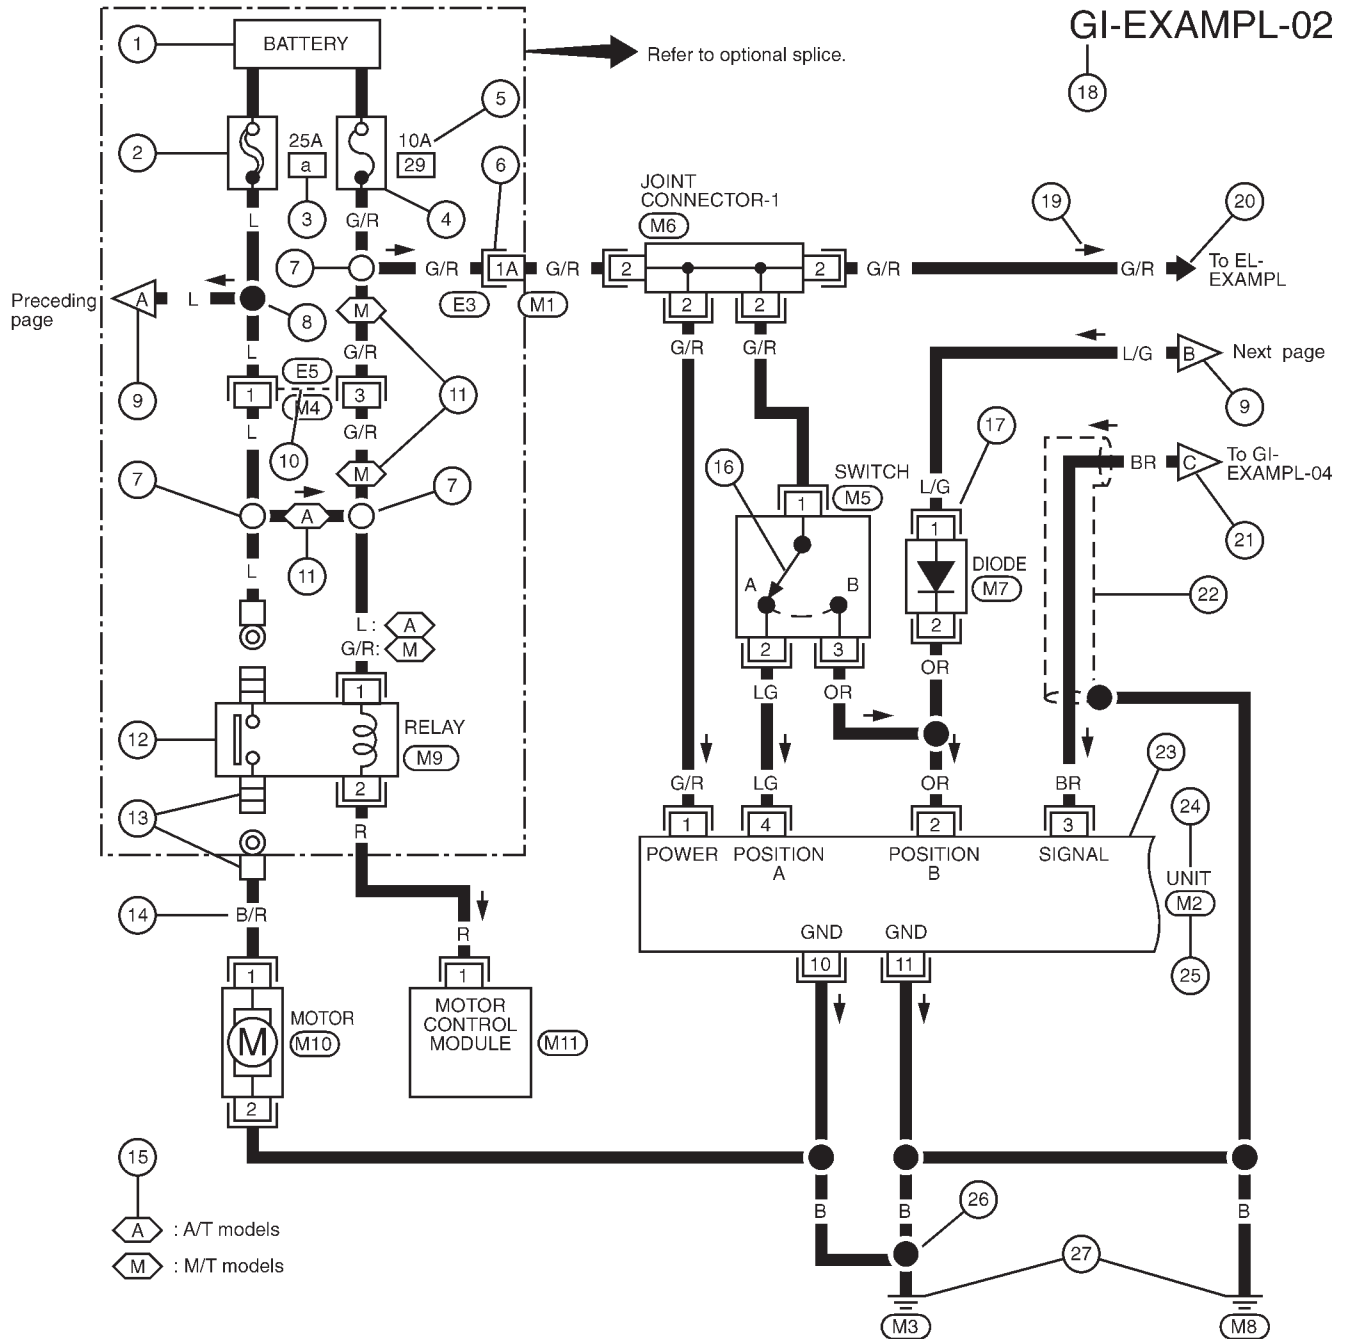 GI-EXAMPL-02
18
1
BATTERY
Refer to optional splice.
5
2
25A
a
10A
29
3
4
6
JOINT
CONNECTOR-1
M6
19
20
L
G/R
7
G/R
1A
G/R
2
2
G/R
G/R
To EL-
EXAMPL
E3
M1
2
2
Preceding
page
A
L
8
M
G/R
G/R
L/G
B
Next page
L
G/R
E5
1
3
M4
9
11
9
L
G/R
10
17
BR
C
To GI-
EXAMPL-04
M
16
SWITCH
M5
7
7
L/G
1
1
A
21
L
11
A
B
DIODE
M7
22
L :
A
G/R:
M
2
3
2
LG
OR
OR
1
12
RELAY
M9
2
23
G/R
LG
OR
BR
13
24
R
1
4
2
3
POWER
POSITION
A
POSITION
B
SIGNAL
UNIT
M2
14
B/R
R
GND
GND
10
11
25
1
1
MOTOR
M10
M
MOTOR
CONTROL
MODULE
M11
2
15
26
B
B
B
A
: A/T models
27
M
: M/T models
M3
M8